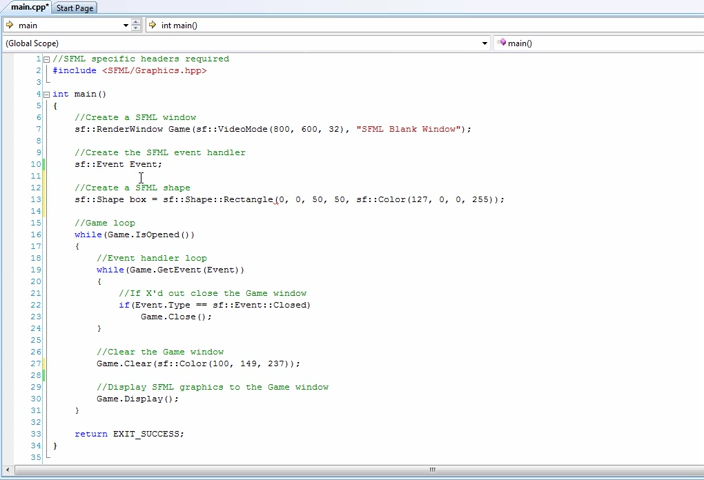 main.cpp* Start Page
main int main()
(Global Scope) main()
1 //SFML specific headers required
2 #include <SFML/Graphics.hpp>
3
4 int main()
5 {
6 //Create a SFML window
7 sf::RenderWindow Game(sf::VideoMode(800, 600, 32), "SFML Blank Window");
8
9 //Create the SFML event handler
10 sf::Event Event;
11
12 //Create a SFML shape
13 sf::Shape box = sf::Shape::Rectangle(0, 0, 50, 50, sf::Color(127, 0, 0, 255));
14
15 //Game loop
16 while(Game.IsOpened())
17 {
18 //Event handler loop
19 while(Game.GetEvent(Event))
20 {
21 //If X'd out close the Game window
22 if(Event.Type == sf::Event::Closed)
23 Game.Close();
24 }
25
26 //Clear the Game window
27 Game.Clear(sf::Color(100, 149, 237));
28
29 //Display SFML graphics to the Game window
30 Game.Display();
31 }
32
33 return EXIT_SUCCESS;
34 }
35